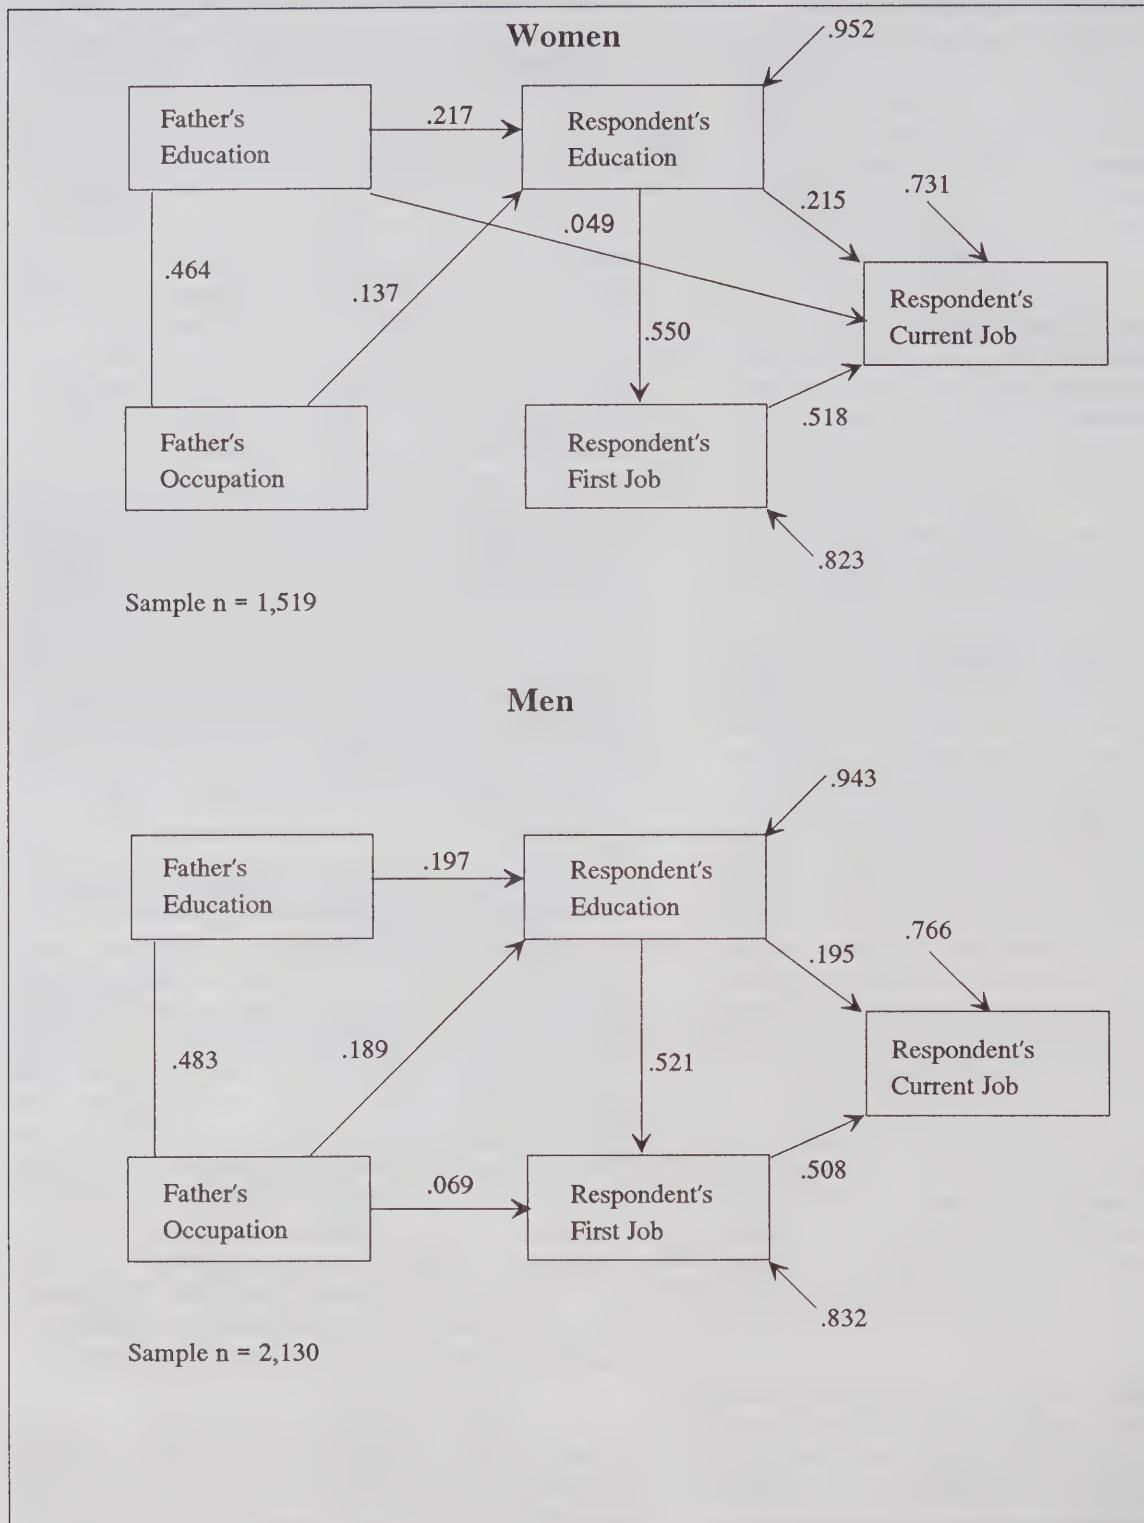 Women
.952
Father's
Education
.217
Respondent's
Education
.049
.215
.731
.464
.137
Respondent's
Current Job
.550
Father's
Occupation
Respondent's
First Job
.518
.823
Sample n = 1,519
Men
.943
Father's
Education
.197
Respondent's
Education
.195
.766
.483
.189
.521
Respondent's
Current Job
Father's
Occupation
.069
Respondent's
First Job
.508
.832
Sample n = 2,130